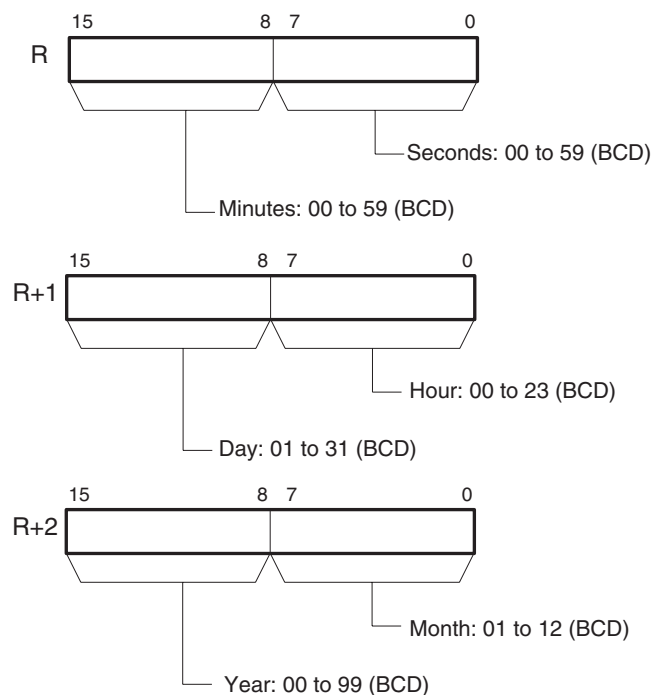 15 8 7 0
R
Seconds: 00 to 59 (BCD)
Minutes: 00 to 59 (BCD)
15 8 7 0
R+1
Hour: 00 to 23 (BCD)
Day: 01 to 31 (BCD)
15 8 7 0
R+2
Month: 01 to 12 (BCD)
Year: 00 to 99 (BCD)